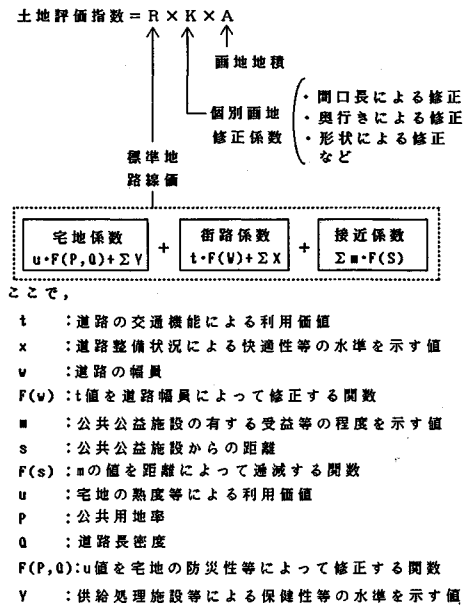 土地評価指数＝R×K×A
画地地積
個別画地
修正係数
・間口長による修正
・奥行きによる修正
・形状による修正
など
標準地
路線価
宅地係数
u・F(P,Q)+ΣY
+
街路係数
t・F(W)+ΣX
+
接近係数
Σm・F(S)
ここで，
t ：道路の交通機能による利用価値
x ：道路整備状況による快適性等の水準を示す値
w ：道路の幅員
F(w)：t値を道路幅員によって修正する関数
m ：公共公益施設の有する受益等の程度を示す値
s ：公共公益施設からの距離
F(s)：mの値を距離によって逓減する関数
u ：宅地の熟度等による利用価値
P ：公共用地率
Q ：道路長密度
F(P,Q)：u値を宅地の防災性等によって修正する関数
Y ：供給処理施設等による保健性等の水準を示す値